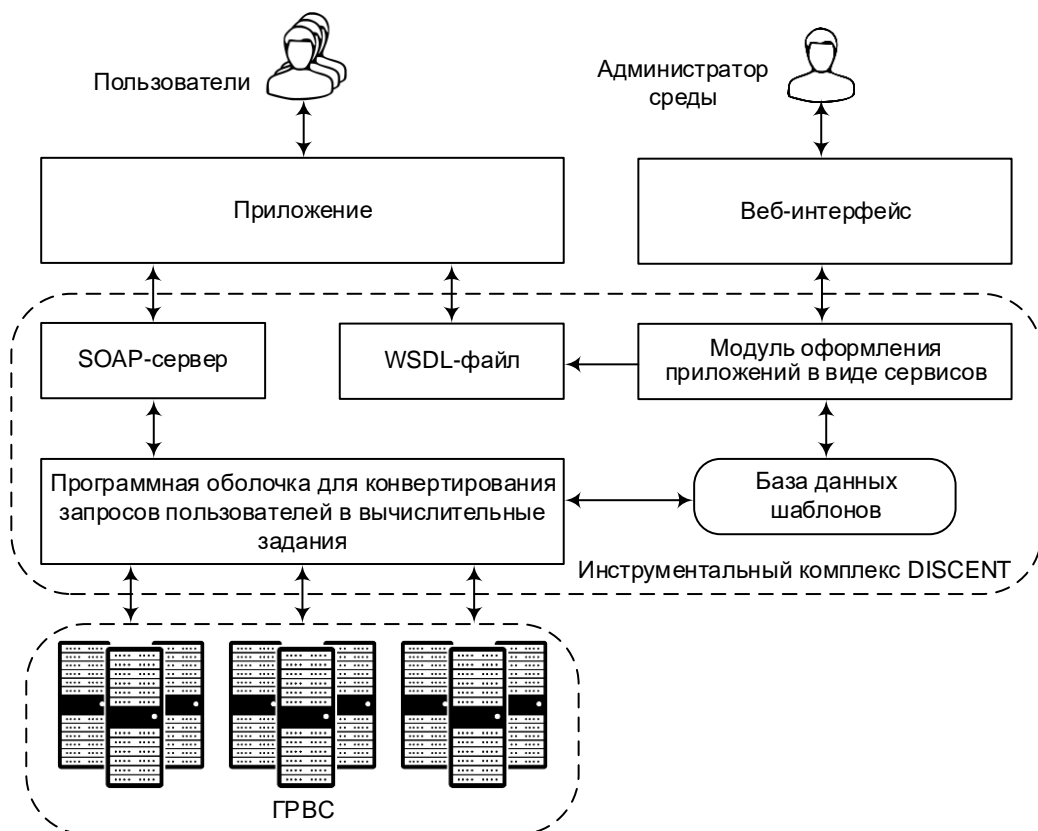 Пользователи
Администратор
среды
Приложение
Веб-интерфейс
SOAP-сервер
WSDL-файл
Модуль оформления
приложений в виде сервисов
Программная оболочка для конвертирования
запросов пользователей в вычислительные
задания
База данных
шаблонов
Инструментальный комплекс DISCENT
ГРВС